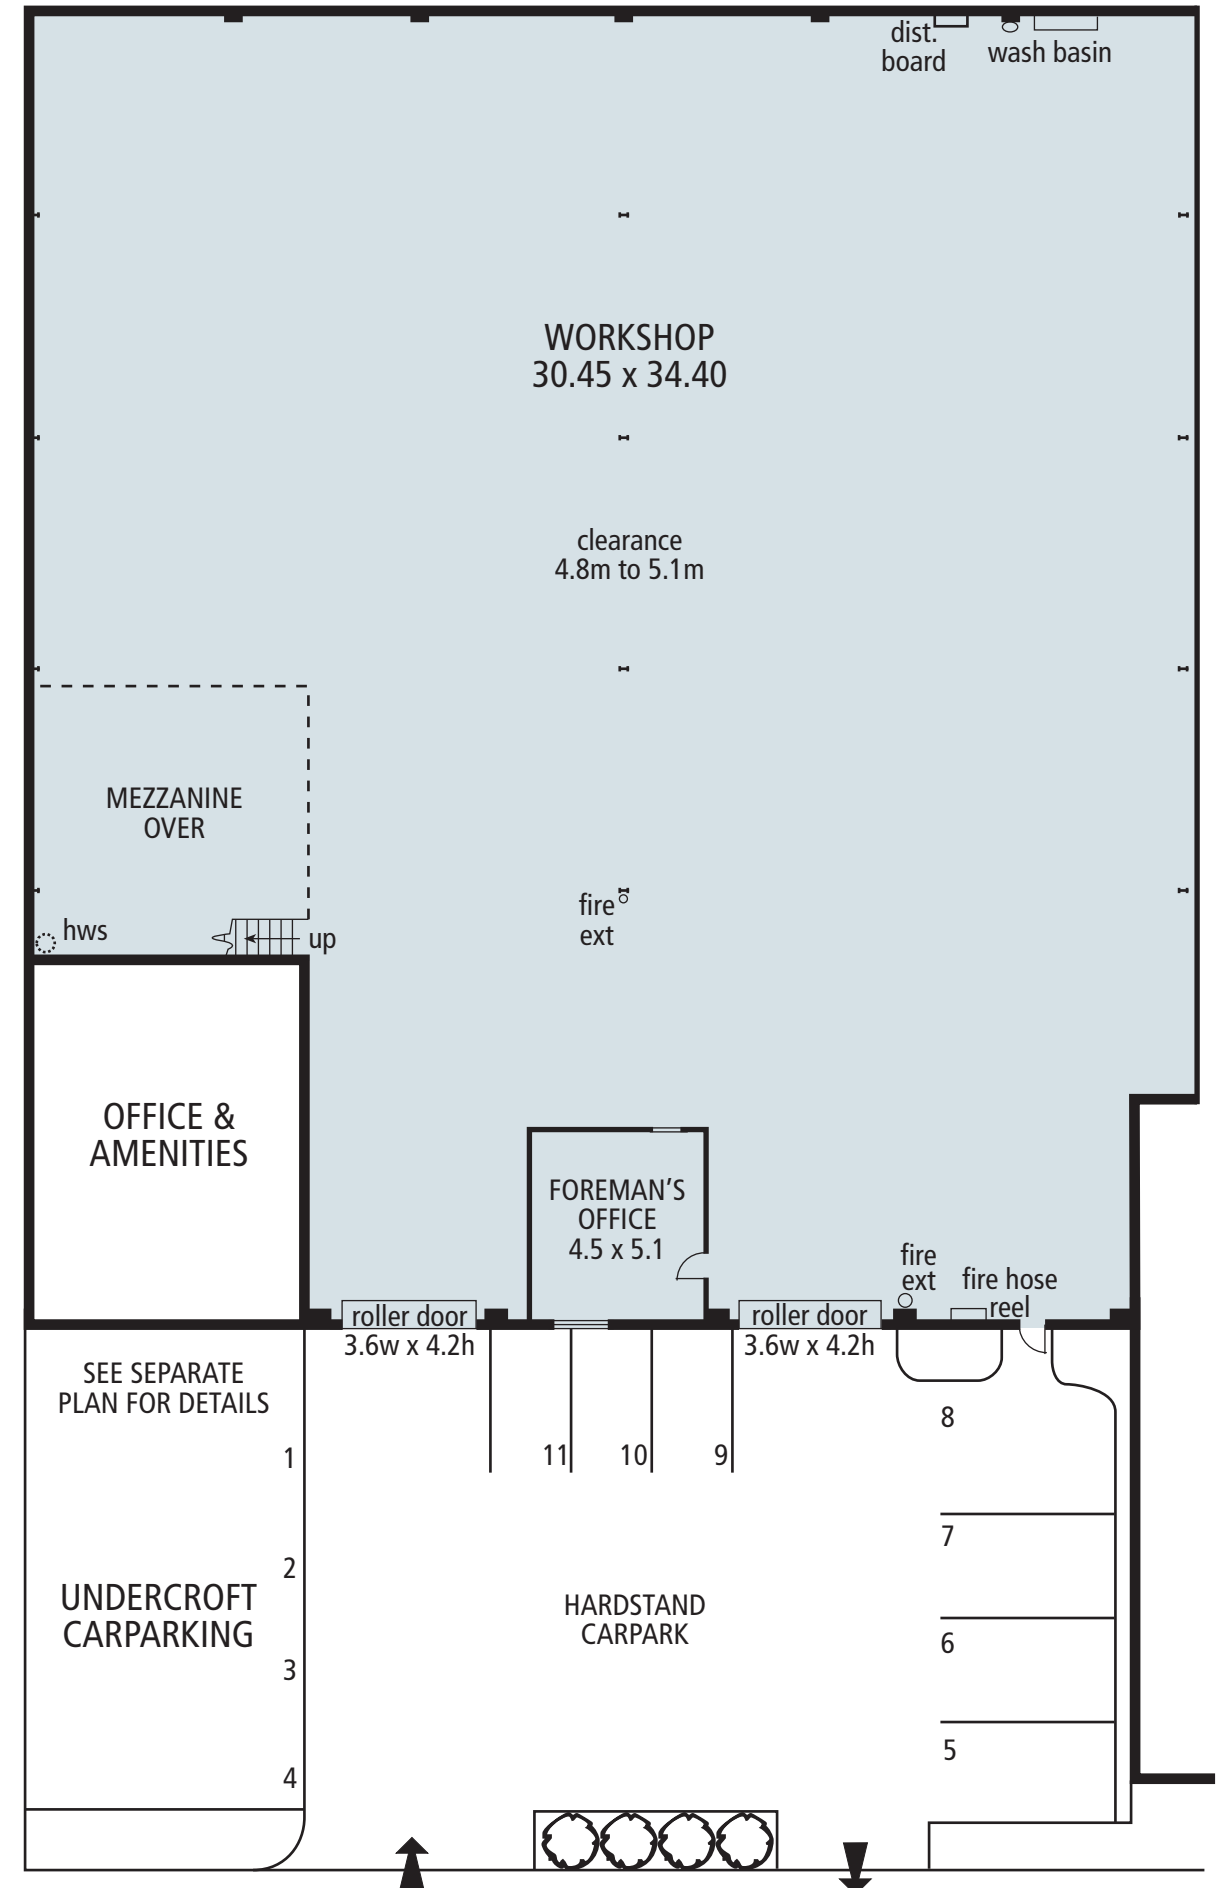 dist.
board
wash basin
WORKSHOP
30.45 x 34.40
clearance
4.8m to 5.1m
MEZZANINE
OVER
fire
ext
hws
up
OFFICE &
AMENITIES
FOREMAN'S
OFFICE
4.5 x 5.1
fire
ext
fire hose
reel
roller door
3.6w x 4.2h
roller door
3.6w x 4.2h
SEE SEPARATE
PLAN FOR DETAILS
1
2
3
4
UNDERCROFT
CARPARKING
11
10
9
8
7
6
5
HARDSTAND
CARPARK